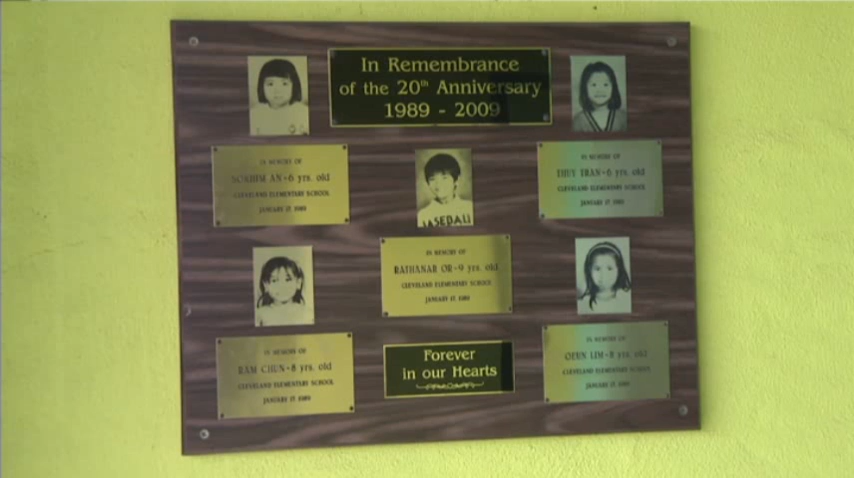 In Remembrance
of the 20th Anniversary
1989 - 2009
IN MEMORY OF
SOKHIM AN-6 yrs. old
CLEVELAND ELEMENTARY SCHOOL
JANUARY 17, 1989
IN MEMORY OF
THUY TRAN-6 yrs. old
CLEVELAND ELEMENTARY SCHOOL
JANUARY 17, 1989
IN MEMORY OF
RATHANAR OR-9 yrs. old
CLEVELAND ELEMENTARY SCHOOL
JANUARY 17, 1989
IN MEMORY OF
RAM CHUN-8 yrs. old
CLEVELAND ELEMENTARY SCHOOL
JANUARY 17, 1989
IN MEMORY OF
OEUN LIM-8 yrs. old
CLEVELAND ELEMENTARY SCHOOL
JANUARY 17, 1989
Forever
in our Hearts